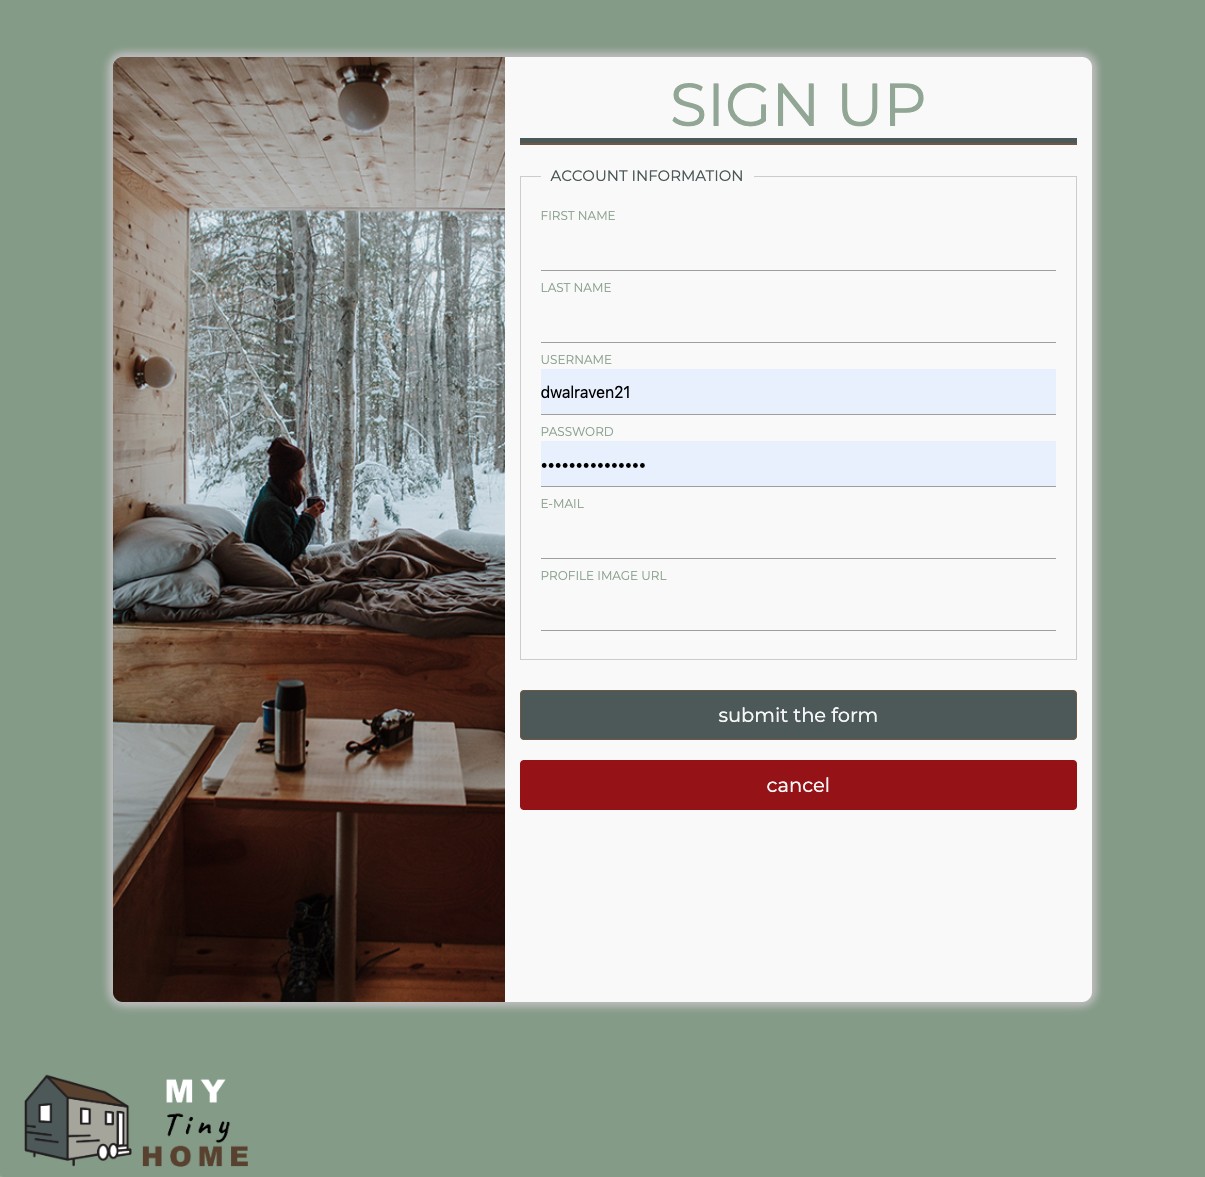 SIGN UP
ACCOUNT INFORMATION
FIRST NAME
LAST NAME
USERNAME
dwalraven21
PASSWORD
•••••••••••••••
E-MAIL
PROFILE IMAGE URL
submit the form
cancel
MY
Tiny
HOME